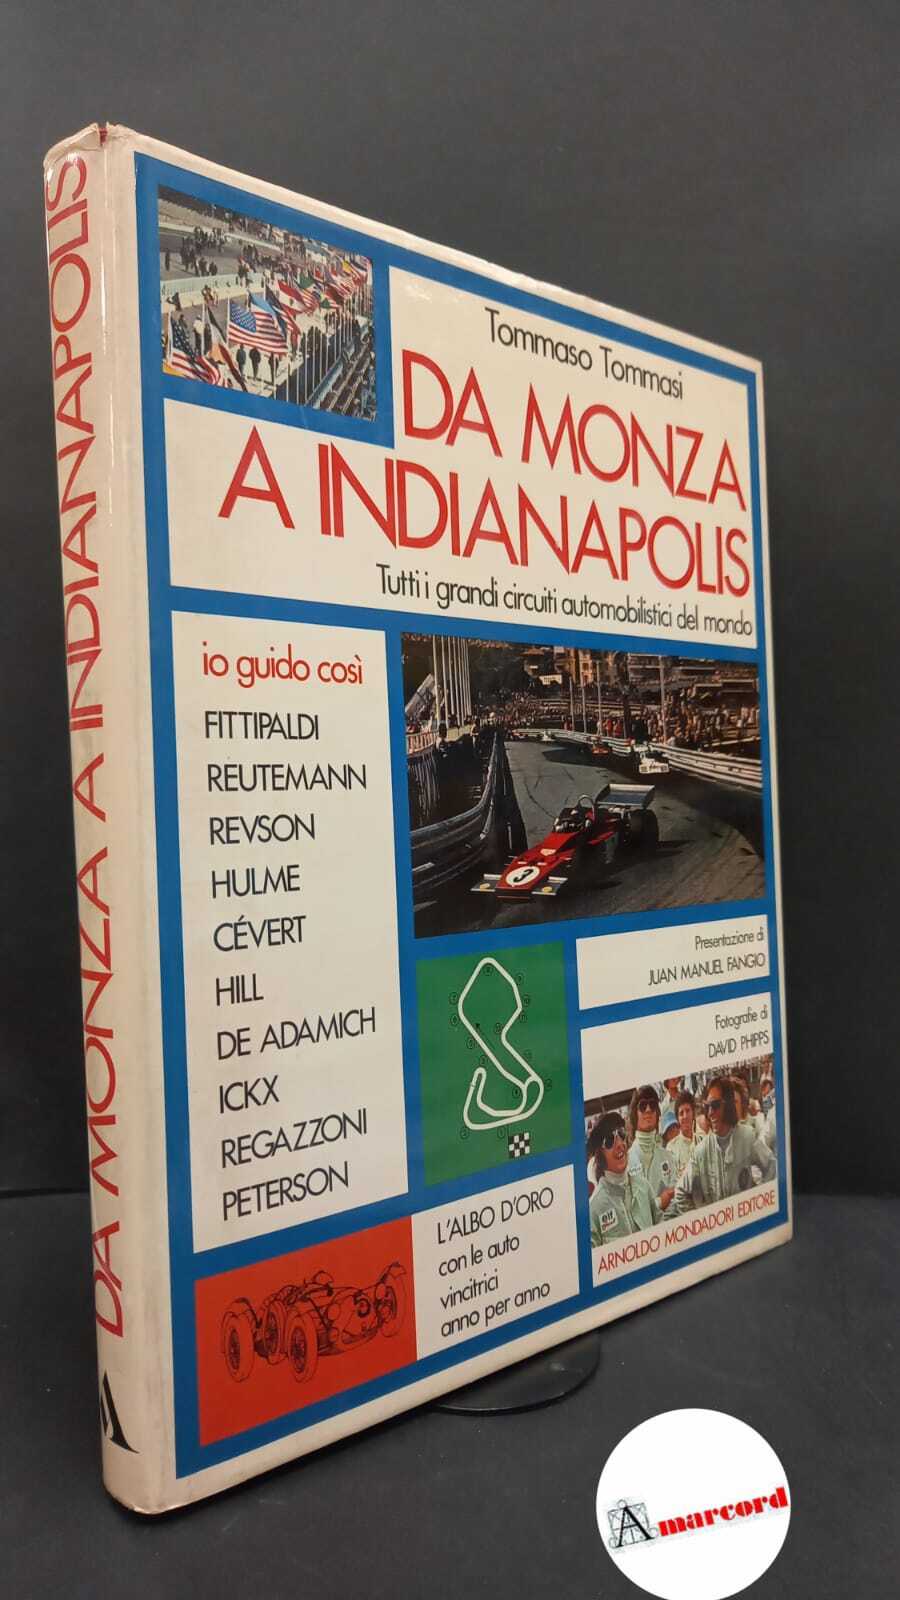 DA MONZA A INDIANAPOLIS
Tommaso Tommasi
DA MONZA
A INDIANAPOLIS
Tutti i grandi circuiti automobilistici del mondo
io guido così
FITTIPALDI
REUTEMANN
REVSON
HULME
CÉVERT
HILL
DE ADAMICH
ICKX
REGAZZONI
PETERSON
3
Presentazione di
JUAN MANUEL FANGIO
Fotografie di
DAVID PHIPPS
elf
ARNOLDO MONDADORI EDITORE
L'ALBO D'ORO
con le auto
vincitrici
anno per anno
Amarcord